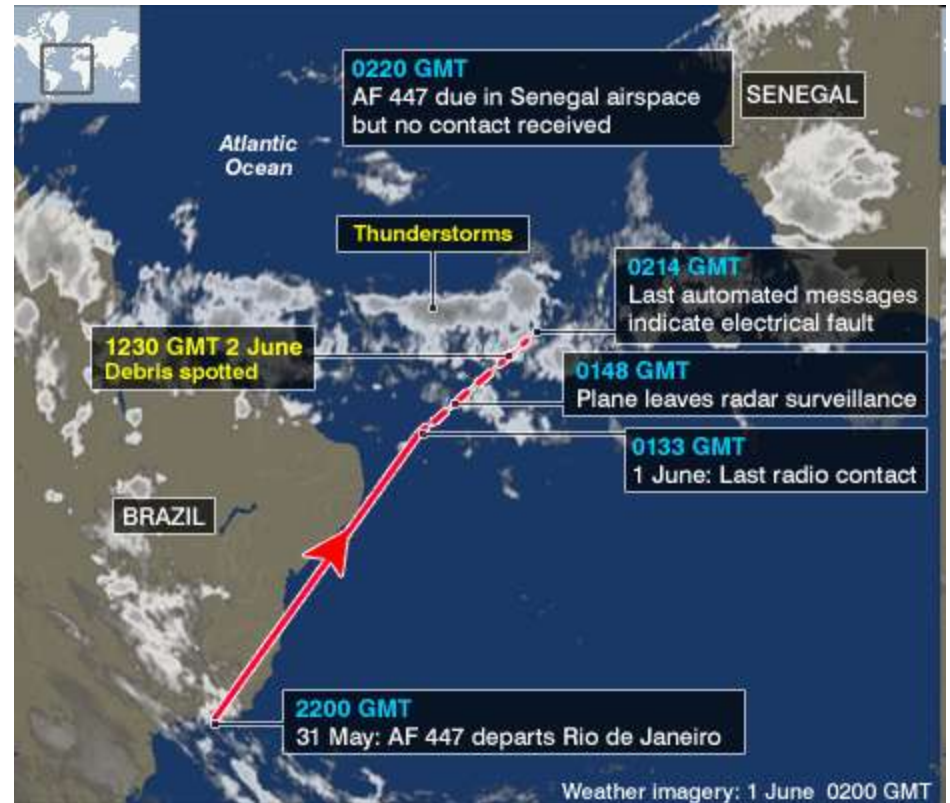 0220 GMT
AF 447 due in Senegal airspace
but no contact received
SENEGAL
Atlantic
Ocean
Thunderstorms
0214 GMT
Last automated messages
indicate electrical fault
1230 GMT 2 June
Debris spotted
0148 GMT
Plane leaves radar surveillance
0133 GMT
1 June: Last radio contact
BRAZIL
2200 GMT
31 May: AF 447 departs Rio de Janeiro
Weather imagery: 1 June 0200 GMT